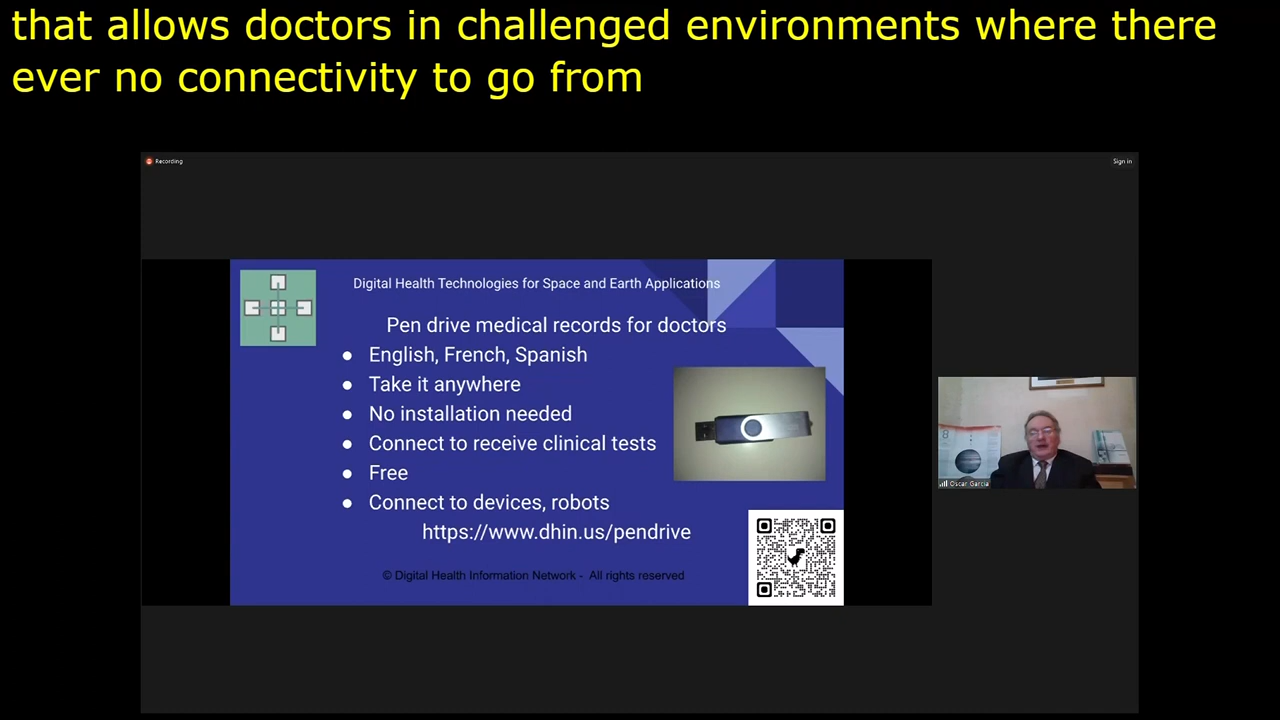 that allows doctors in challenged environments where there
ever no connectivity to go from
Recording
Sign in
Digital Health Technologies for Space and Earth Applications
Pen drive medical records for doctors
● English, French, Spanish
● Take it anywhere
● No installation needed
● Connect to receive clinical tests
● Free
● Connect to devices, robots
https://www.dhin.us/pendrive
© Digital Health Information Network - All rights reserved
8
Oscar Garcia